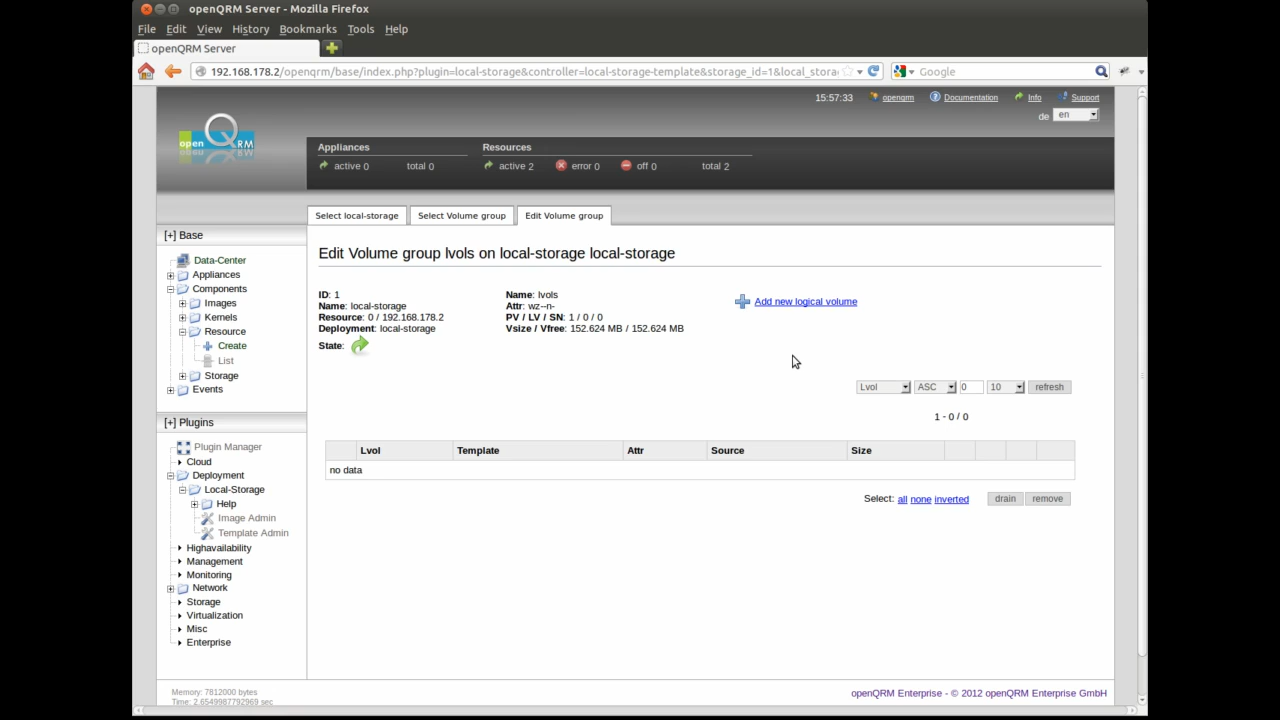 openQRM Server - Mozilla Firefox
File Edit View History Bookmarks Tools Help
openQRM Server
192.168.178.2/openqrm/base/index.php?plugin=local-storage&controller=local-storage-template&storage_id=1&local_stora
Google
15:57:33 openqrm Documentation Info Support
de en
open QRM
Appliances Resources
active 0 total 0 active 2 error 0 off 0 total 2
Select local-storage Select Volume group Edit Volume group
[+] Base
Data-Center
Appliances
Components
Images
Kernels
Resource
Create
List
Storage
Events
[+] Plugins
Plugin Manager
Cloud
Deployment
Local-Storage
Help
Image Admin
Template Admin
Highavailability
Management
Monitoring
Network
Storage
Virtualization
Misc
Enterprise
Edit Volume group lvols on local-storage local-storage
ID: 1
Name: local-storage
Resource: 0 / 192.168.178.2
Deployment: local-storage
State:
Name: lvols
Attr: wz--n-
PV / LV / SN: 1 / 0 / 0
Vsize / Vfree: 152.624 MB / 152.624 MB
Add new logical volume
Lvol ASC 0 10 refresh
1 - 0 / 0
Lvol Template Attr Source Size
no data
Select: all none inverted drain remove
Memory: 7812000 bytes
Time: 2.6549987792969 sec
openQRM Enterprise - © 2012 openQRM Enterprise GmbH